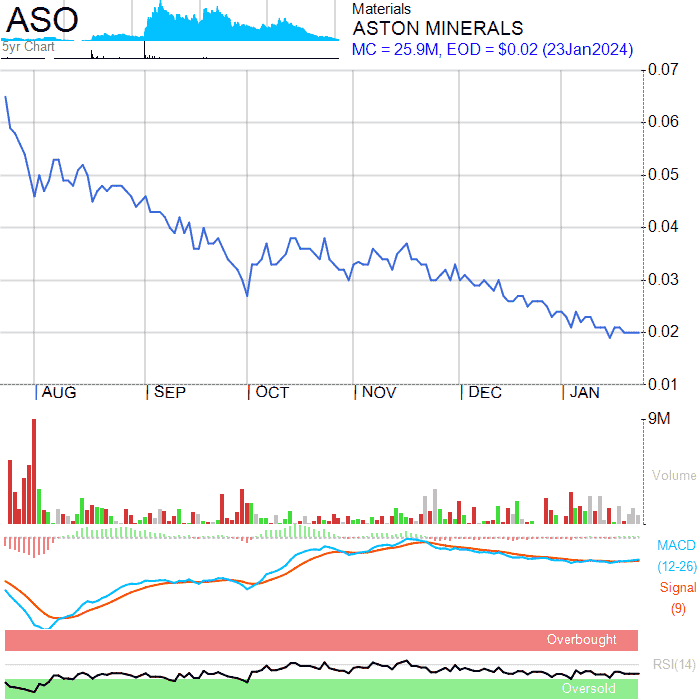 ASO
5yr Chart
Materials
ASTON MINERALS
MC = 25.9M, EOD = $0.02 (23Jan2024)
0.07
0.06
0.05
0.04
0.03
0.02
0.01
AUG SEP OCT NOV DEC JAN
9M
Volume
MACD
(12-26)
Signal
(9)
Overbought
RSI(14)
Oversold